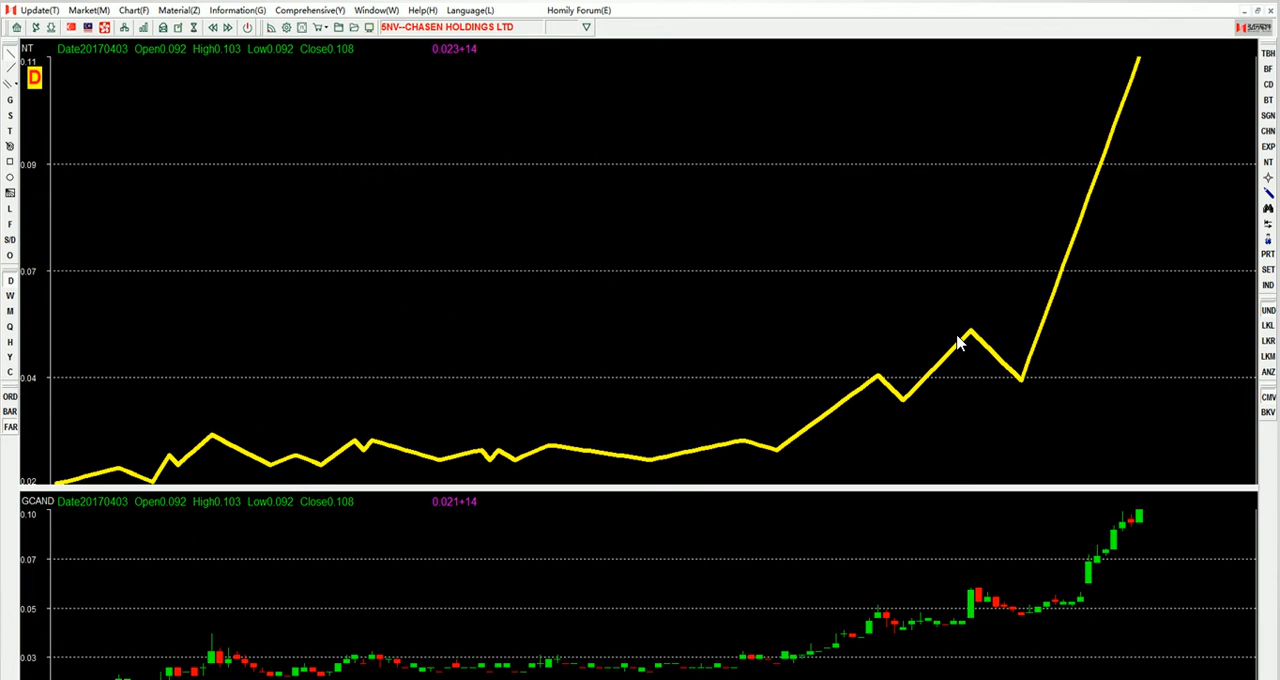 Update(T) Market(M) Chart(F) Material(Z) Information(G) Comprehensive(Y) Window(W) Help(H) Language(L) Homily Forum(E)
5NV--CHASEN HOLDINGS LTD
NT Date20170403 Open0.092 High0.103 Low0.092 Close0.108 0.023+14
0.11
D
0.09
0.07
0.04
0.02
GCAND Date20170403 Open0.092 High0.103 Low0.092 Close0.108 0.021+14
0.10
0.07
0.05
0.03
G
S
T
L
F
S/D
O
D
W
M
Q
H
Y
C
ORD
BAR
FAR
TBH
BF
CD
BT
SGN
CHN
EXP
NT
PRT
SET
IND
UND
LKL
LKR
LKM
ANZ
CMV
BKV